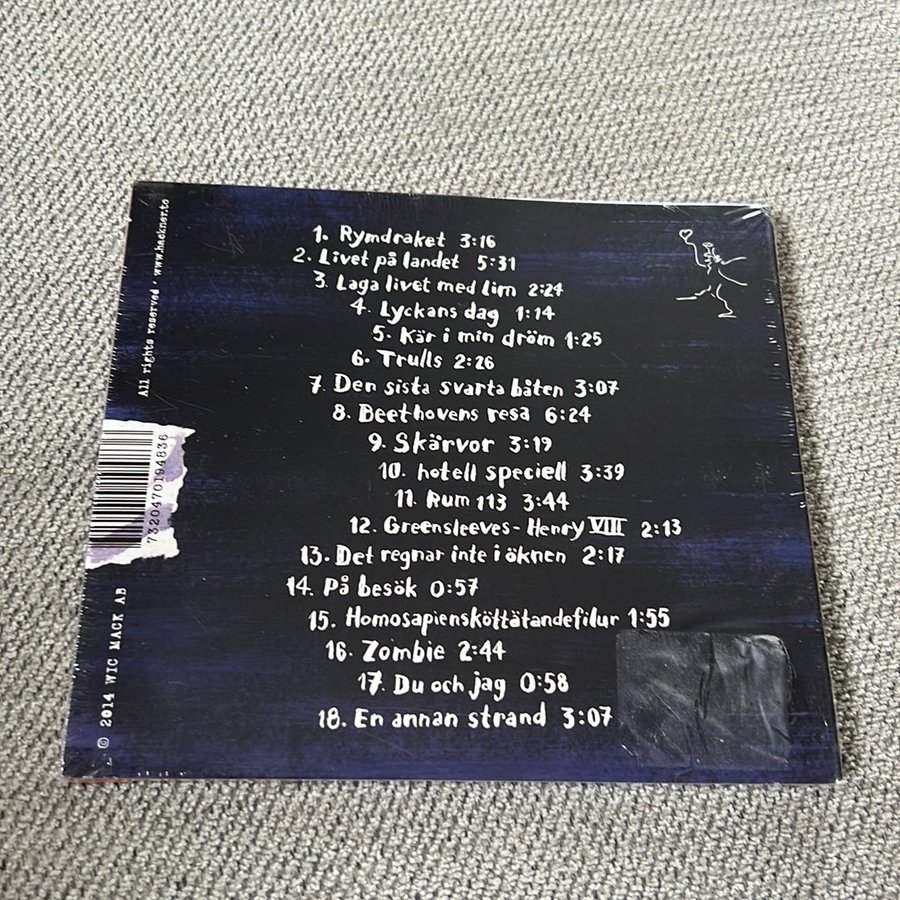 1. Rymdraket 3:16
2. Livet på landet 5:31
3. Laga livet med lim 2:24
4. Lyckans dag 1:14
5. Kär i min dröm 1:25
6. Trulls 2:26
7. Den sista svarta båten 3:07
8. Beethovens resa 6:24
9. Skärvor 3:19
10. hotell speciell 3:39
11. Rum 113 3:44
12. Greensleeves - Henry VIII 2:13
13. Det regnar inte i öknen 2:17
14. På besök 0:57
15. Homosapiensköttätandefilur 1:55
16. Zombie 2:44
17. Du och jag 0:58
18. En annan strand 3:07
© 2014 WIC MACK AB
7320470194836
All rights reserved · www.hackner.to